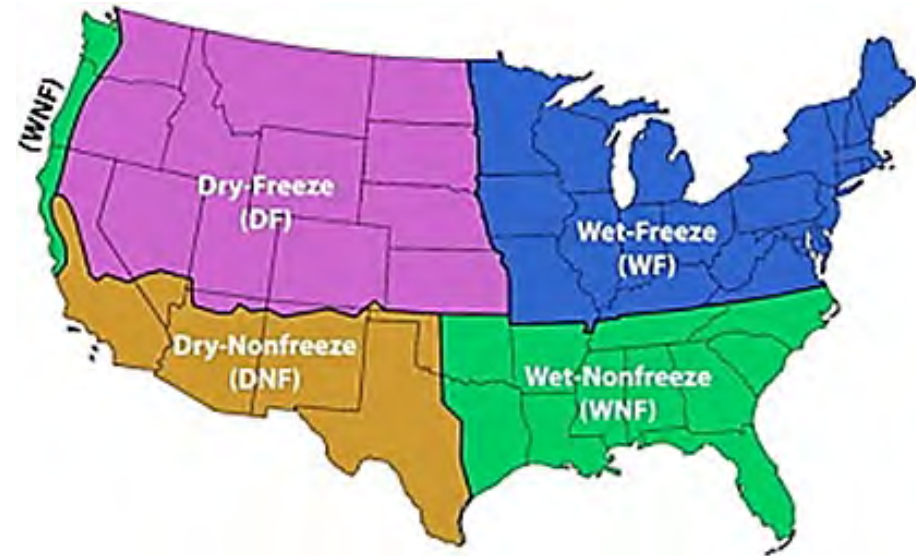 (WNF)
Dry-Freeze
(DF)
Wet-Freeze
(WF)
Dry-Nonfreeze
(DNF)
Wet-Nonfreeze
(WNF)